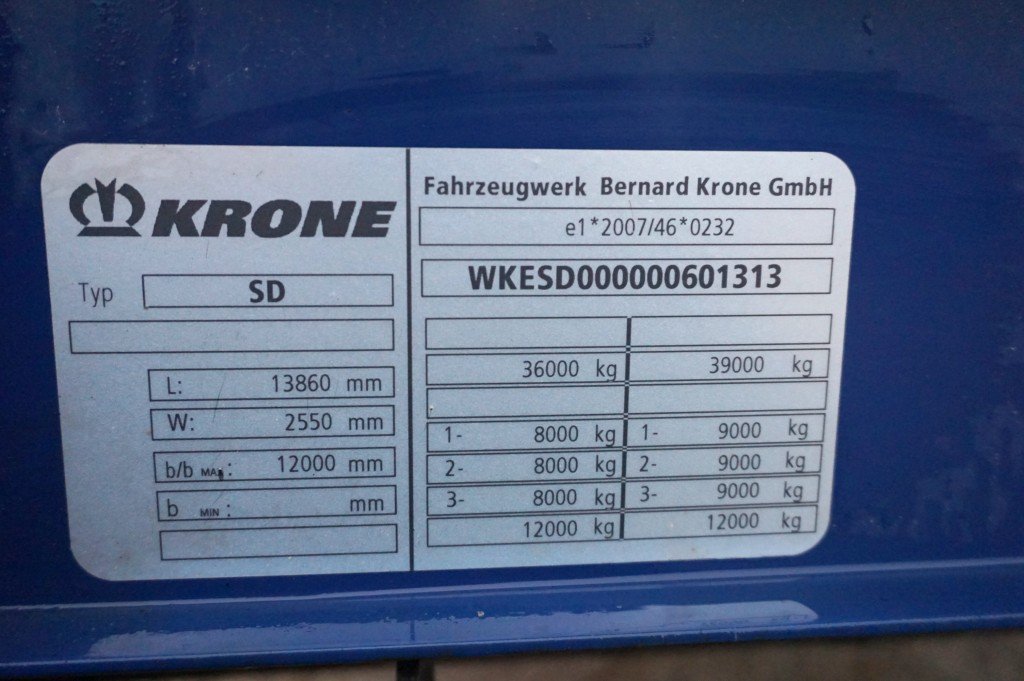 KRONE
Typ SD
L: 13860 mm
W: 2550 mm
b/b MAX: 12000 mm
b MIN: mm
Fahrzeugwerk Bernard Krone GmbH
e1*2007/46*0232
WKESD000000601313
36000 kg 39000 kg
1- 8000 kg 1- 9000 kg
2- 8000 kg 2- 9000 kg
3- 8000 kg 3- 9000 kg
12000 kg 12000 kg